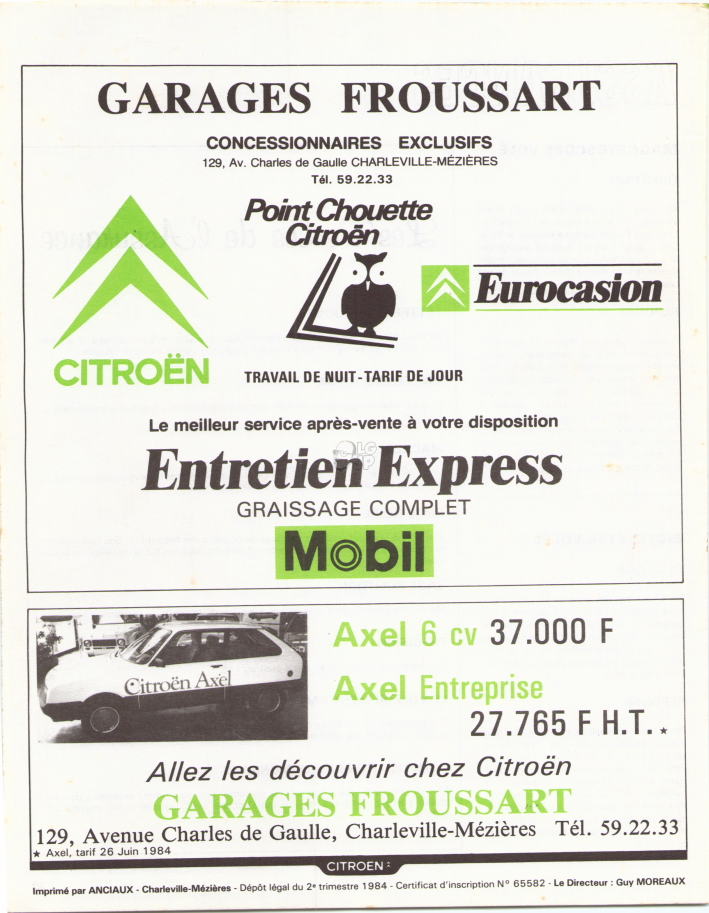 GARAGES FROUSSART
CONCESSIONNAIRES EXCLUSIFS
129, Av. Charles de Gaulle CHARLEVILLE-MÉZIÈRES
Tél. 59.22.33
Point Chouette
Citroën
CITROËN
Eurocasion
TRAVAIL DE NUIT-TARIF DE JOUR
Le meilleur service après-vente à votre disposition
Entretien Express
GRAISSAGE COMPLET
Mobil
Citroën Axel
Axel 6 cv 37.000 F
Axel Entreprise
27.765 F H.T. ★
Allez les découvrir chez Citroën
GARAGES FROUSSART
129, Avenue Charles de Gaulle, Charleville-Mézières Tél. 59.22.33
★ Axel, tarif 26 Juin 1984
CITROEN
Imprimé par ANCIAUX - Charleville-Mézières - Dépôt légal du 2e trimestre 1984 - Certificat d'inscription N° 65582 - Le Directeur : Guy MOREAUX